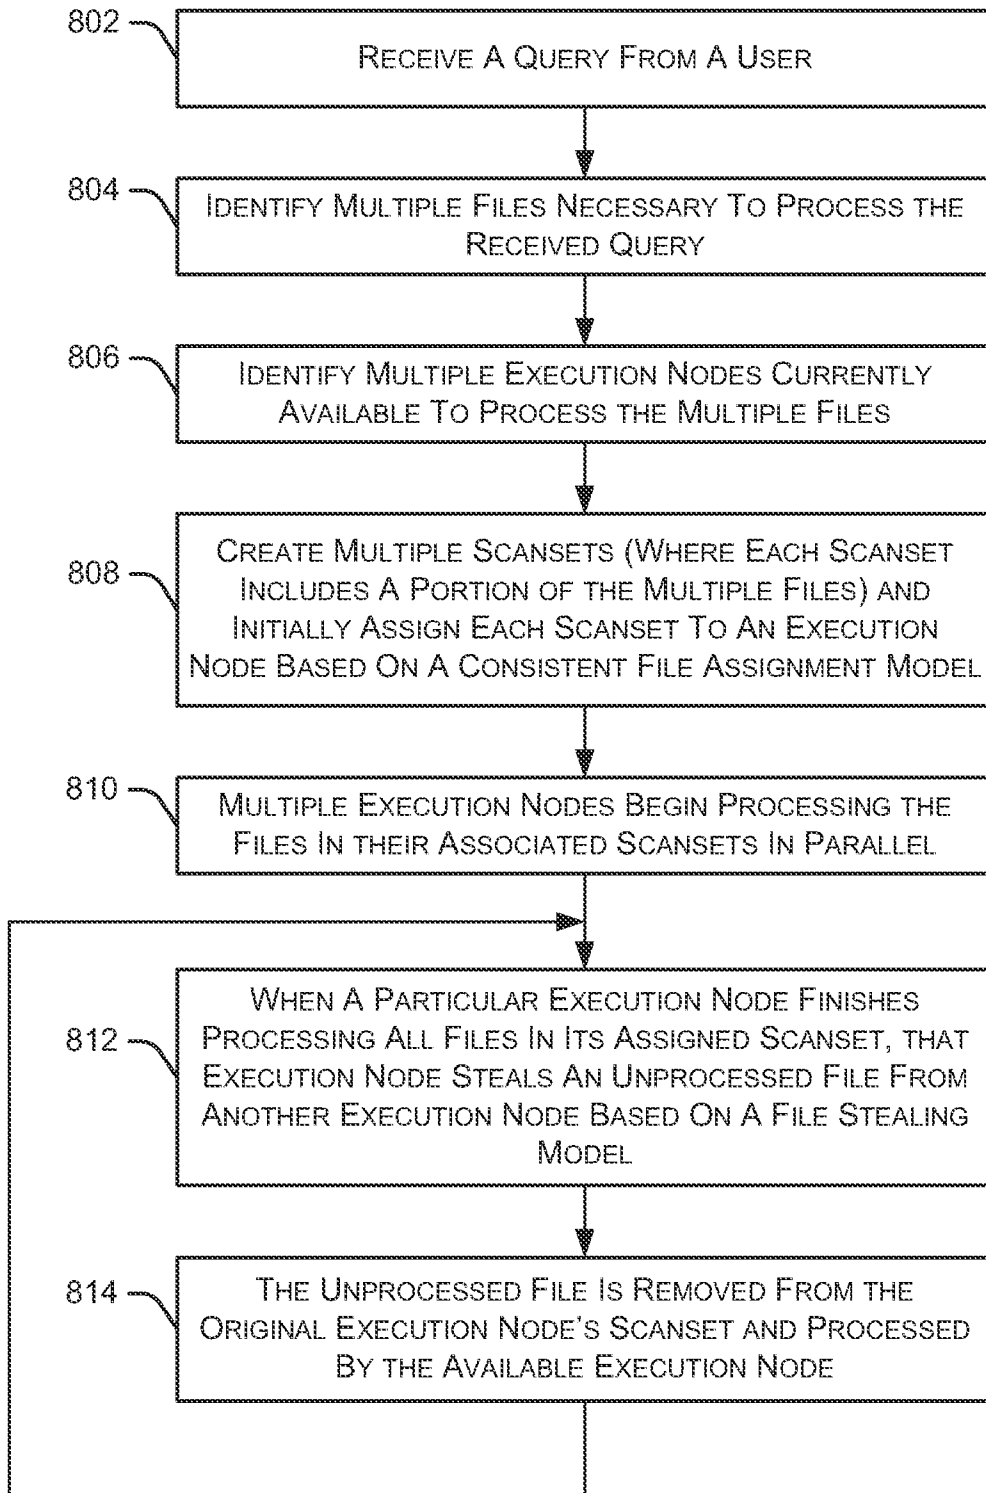 802
RECEIVE A QUERY FROM A USER
804
IDENTIFY MULTIPLE FILES NECESSARY TO PROCESS THE
RECEIVED QUERY
806
IDENTIFY MULTIPLE EXECUTION NODES CURRENTLY
AVAILABLE TO PROCESS THE MULTIPLE FILES
808
CREATE MULTIPLE SCANSETS (WHERE EACH SCANSET
INCLUDES A PORTION OF THE MULTIPLE FILES) AND
INITIALLY ASSIGN EACH SCANSET TO AN EXECUTION
NODE BASED ON A CONSISTENT FILE ASSIGNMENT MODEL
810
MULTIPLE EXECUTION NODES BEGIN PROCESSING THE
FILES IN THEIR ASSOCIATED SCANSETS IN PARALLEL
812
WHEN A PARTICULAR EXECUTION NODE FINISHES
PROCESSING ALL FILES IN ITS ASSIGNED SCANSET, THAT
EXECUTION NODE STEALS AN UNPROCESSED FILE FROM
ANOTHER EXECUTION NODE BASED ON A FILE STEALING
MODEL
814
THE UNPROCESSED FILE IS REMOVED FROM THE
ORIGINAL EXECUTION NODE'S SCANSET AND PROCESSED
BY THE AVAILABLE EXECUTION NODE